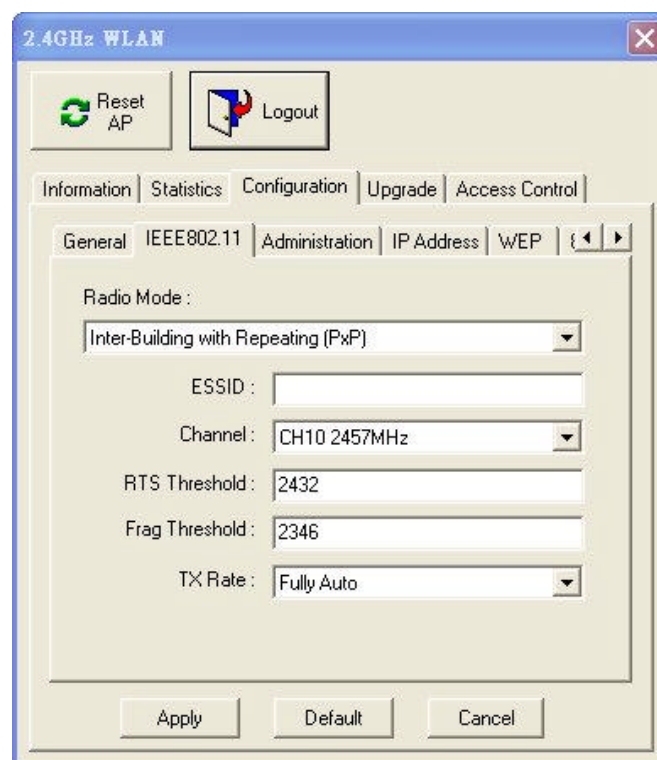 2.4GHz WLAN
Reset
AP
Logout
Information Statistics Configuration Upgrade Access Control
General IEEE802.11 Administration IP Address WEP
Radio Mode :
Inter-Building with Repeating (PxP)
ESSID :
Channel : CH10 2457MHz
RTS Threshold : 2432
Frag Threshold : 2346
TX Rate : Fully Auto
Apply Default Cancel